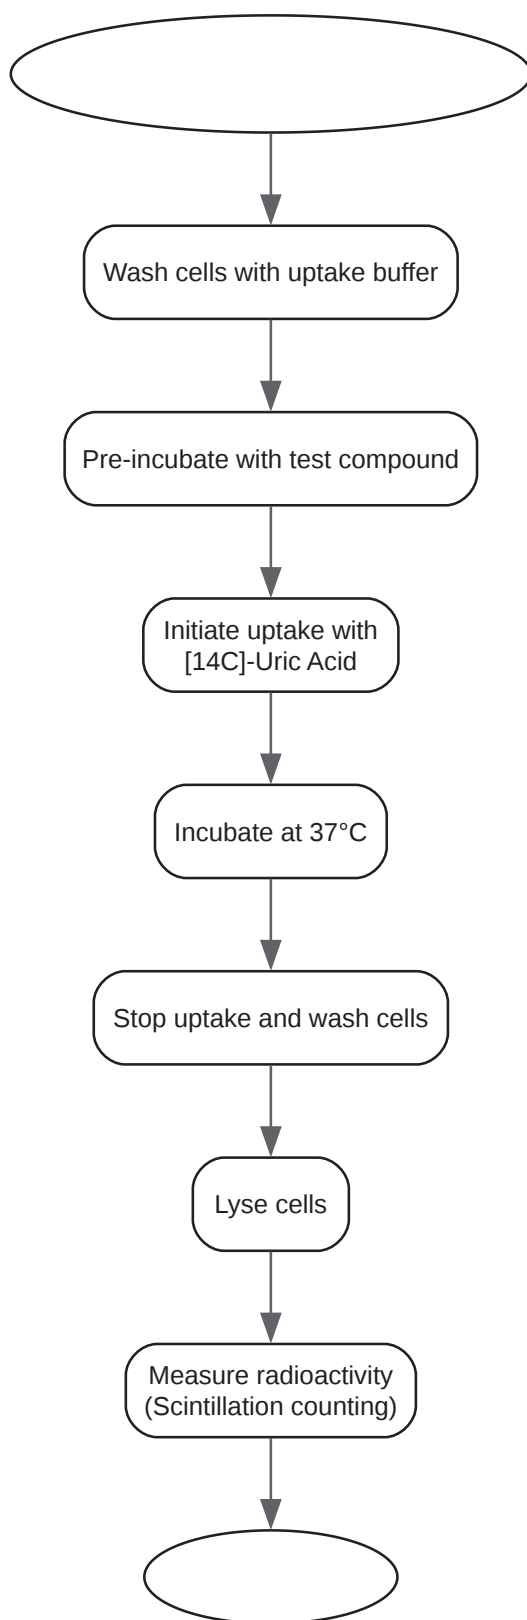 Wash cells with uptake buffer
Pre-incubate with test compound
Initiate uptake with
[14C]-Uric Acid
Incubate at 37°C
Stop uptake and wash cells
Lyse cells
Measure radioactivity
(Scintillation counting)